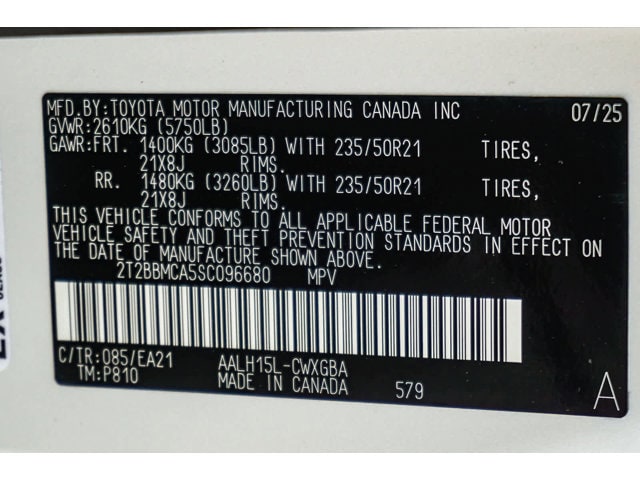 MFD.BY:TOYOTA MOTOR MANUFACTURING CANADA INC 07/25
GVWR:2610KG (5750LB)
GAWR:FRT. 1400KG (3085LB) WITH 235/50R21 TIRES,
21X8J RIMS.
RR. 1480KG (3260LB) WITH 235/50R21 TIRES,
21X8J RIMS.
THIS VEHICLE CONFORMS TO ALL APPLICABLE FEDERAL MOTOR
VEHICLE SAFETY AND THEFT PREVENTION STANDARDS IN EFFECT ON
THE DATE OF MANUFACTURE SHOWN ABOVE.
2T2BBMCA5SC096680 MPV
C/TR:085/EA21 AALH15L-CWXGBA
TM:P810 MADE IN CANADA 579 A